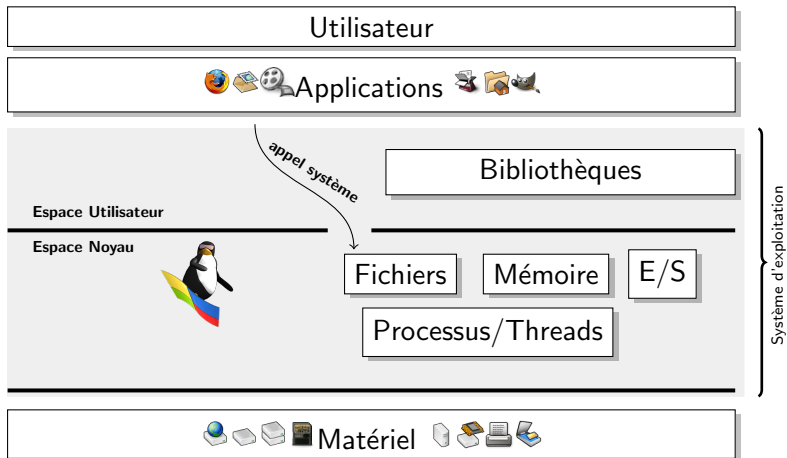 Utilisateur
Applications
appel système
Bibliothèques
Espace Utilisateur
Espace Noyau
Fichiers
Mémoire
E/S
Processus/Threads
Système d'exploitation
Matériel